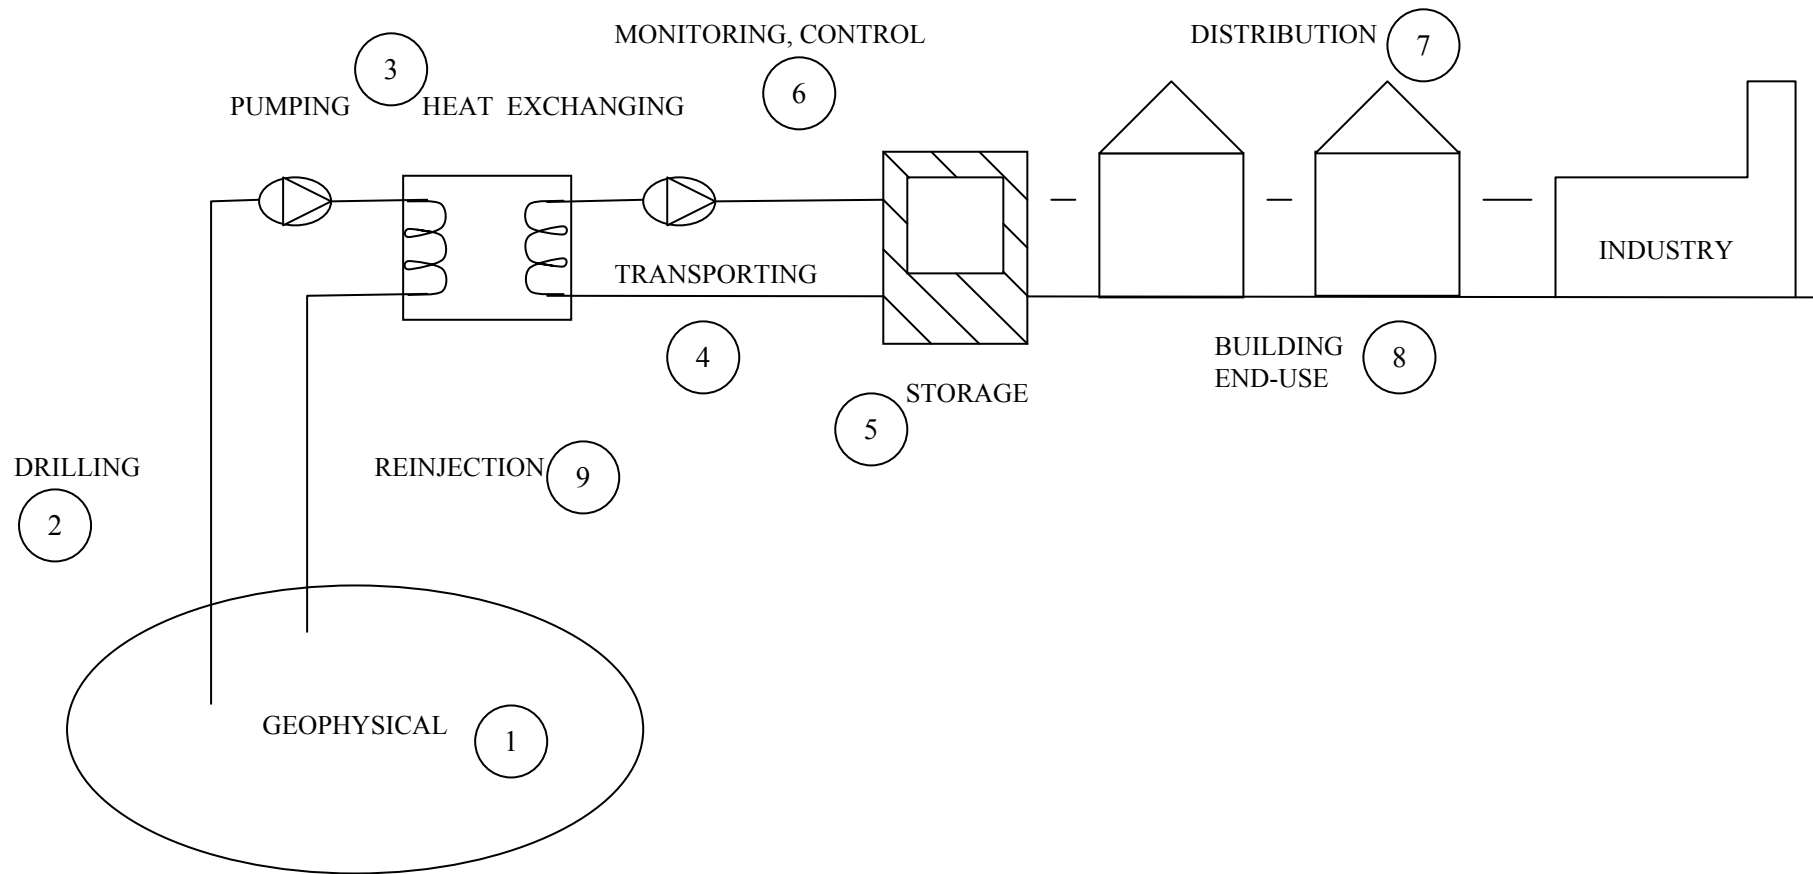 MONITORING, CONTROL
6
DISTRIBUTION
7
3
PUMPING
HEAT EXCHANGING
INDUSTRY
TRANSPORTING
4
BUILDING
END-USE
8
STORAGE
5
DRILLING
2
REINJECTION
9
GEOPHYSICAL
1